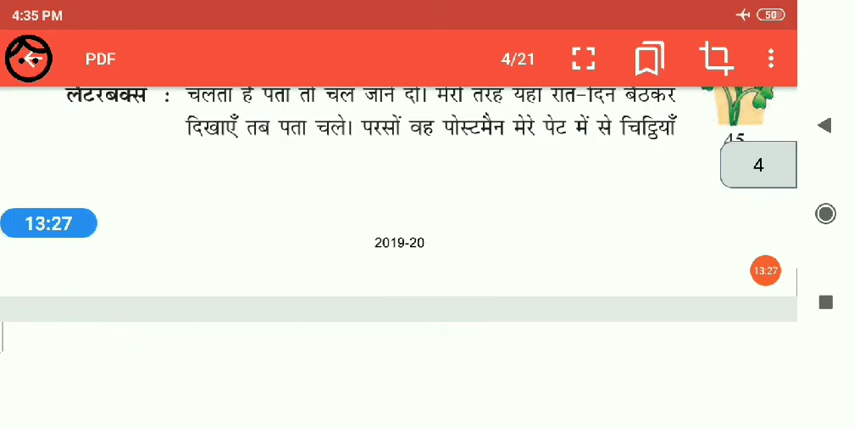 4:35 PM
50
PDF
4/21
लेटरबक्स : चलता है पता तो चल जाने दो। मेरी तरह यहाँ रात-दिन बैठकर
दिखाएँ तब पता चले। परसों वह पोस्टमैन मेरे पेट में से चिट्ठियाँ
45
4
13:27
2019-20
13:27